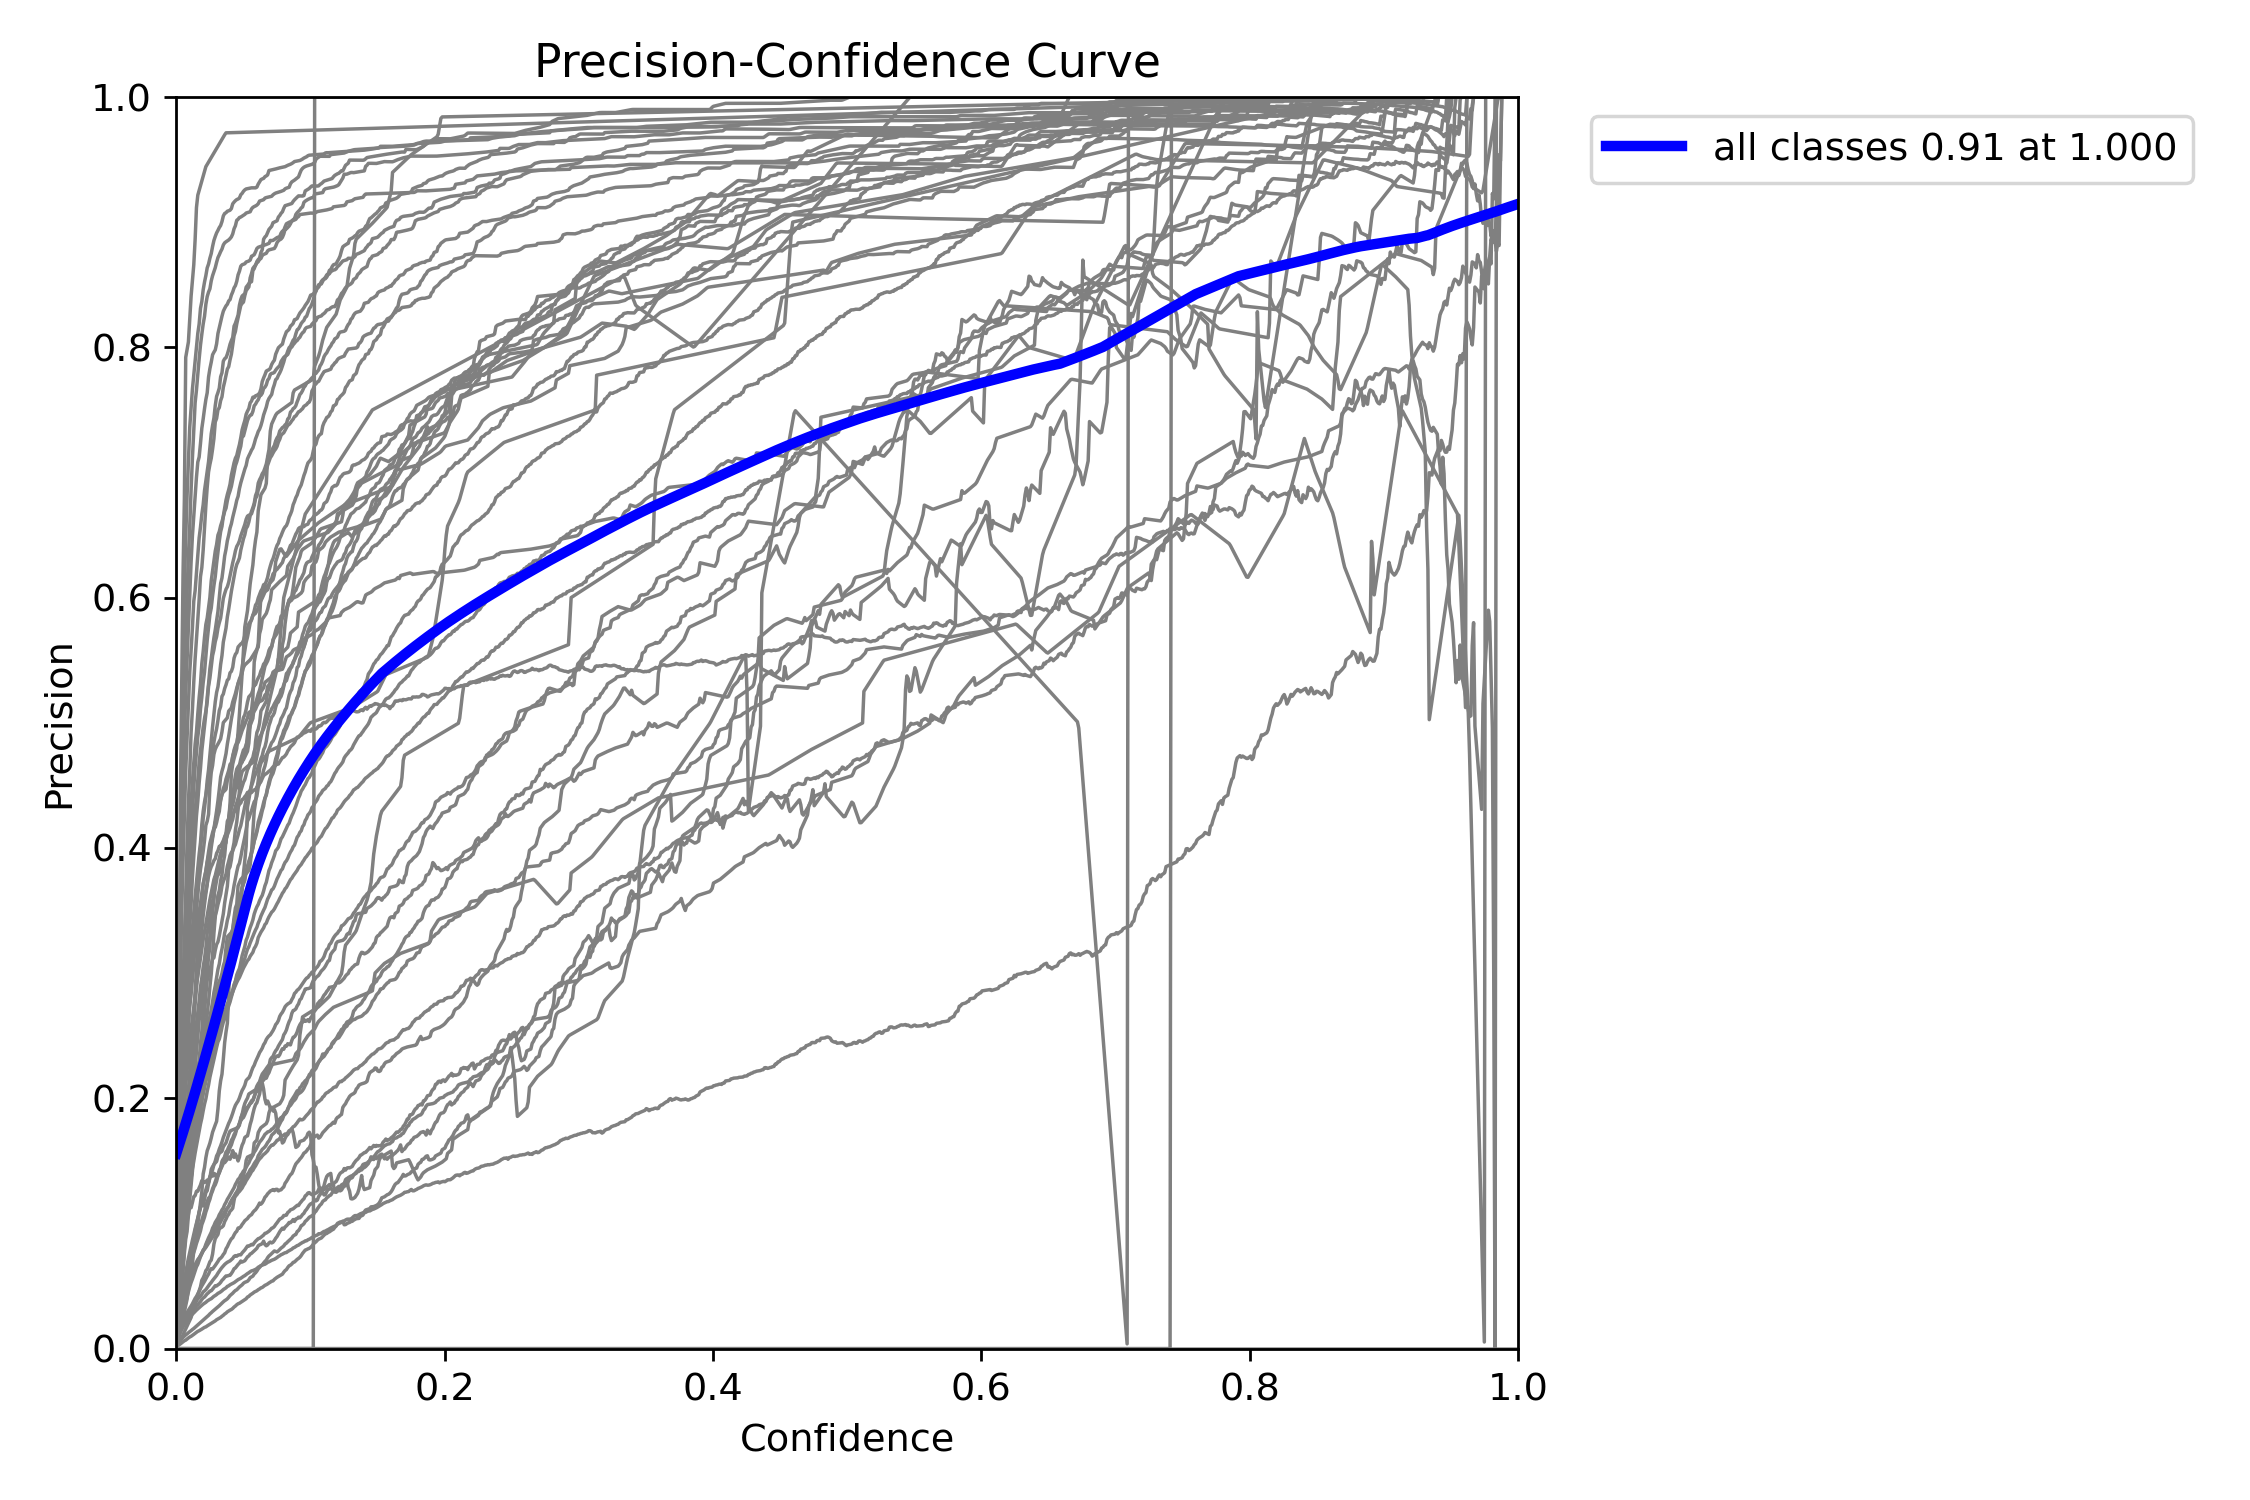 Precision-Confidence Curve
all classes 0.91 at 1.000
1.0
0.8
0.6
0.4
0.2
0.0
Precision
0.0 0.2 0.4 0.6 0.8 1.0
Confidence